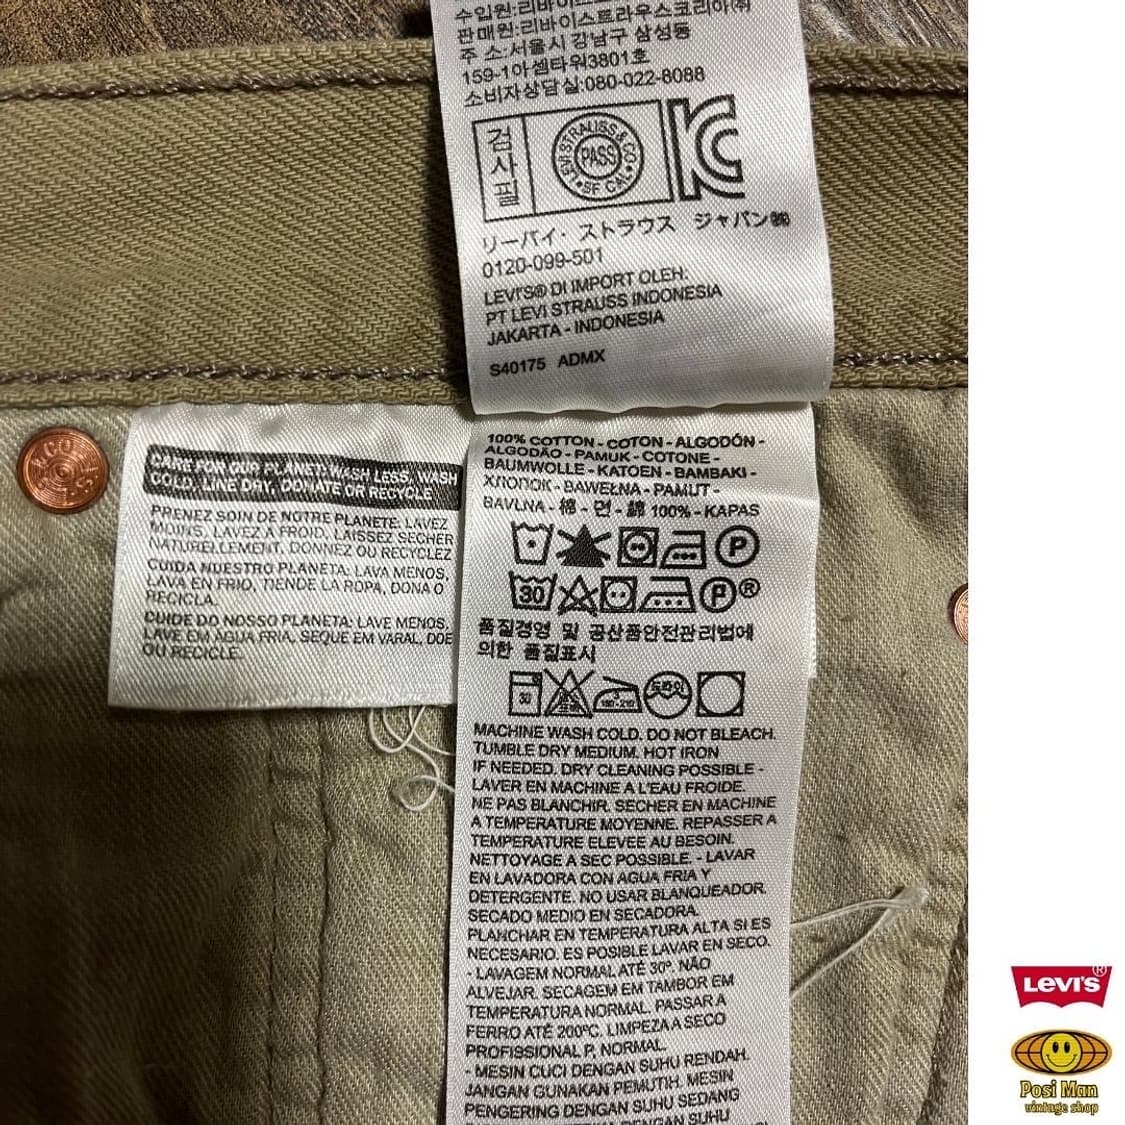 수입원:리바이스트라우스코리아㈜
판매원:리바이스트라우스코리아㈜
주 소:서울시 강남구 삼성동
159-1아셈타워3801호
소비자상담실:080-022-8088
검사필
LEVI STRAUSS & CO
PASS
SF CAL
リーバイ・ストラウス ジャパン㈱
0120-099-501
LEVI'S® DI IMPORT OLEH:
PT LEVI STRAUSS INDONESIA
JAKARTA - INDONESIA
S40175 ADMX
CARE FOR OUR PLANET: WASH LESS, WASH
COLD, LINE DRY, DONATE OR RECYCLE
PRENEZ SOIN DE NOTRE PLANETE: LAVEZ
MOINS, LAVEZ A FROID, LAISSEZ SECHER
NATURELLEMENT, DONNEZ OU RECYCLEZ
CUIDA NUESTRO PLANETA: LAVA MENOS,
LAVA EN FRIO, TIENDE LA ROPA, DONA O
RECICLA.
CUIDE DO NOSSO PLANETA: LAVE MENOS,
LAVE EM ÁGUA FRIA, SEQUE EM VARAL, DOE
OU RECICLE.
100% COTTON - COTON - ALGODÓN -
ALGODÃO - PAMUK - COTONE -
BAUMWOLLE - KATOEN - BAMBAKI -
ХЛОПОК - BAWEŁNA - PAMUT -
BAVLNA - 棉 - 면 - 綿 100% - KAPAS
P
30
P®
품질경영 및 공산품안전관리법에
의한 품질표시
30
180-210
드라이
MACHINE WASH COLD. DO NOT BLEACH.
TUMBLE DRY MEDIUM. HOT IRON
IF NEEDED. DRY CLEANING POSSIBLE -
LAVER EN MACHINE A L'EAU FROIDE.
NE PAS BLANCHIR. SECHER EN MACHINE
A TEMPERATURE MOYENNE. REPASSER A
TEMPERATURE ELEVEE AU BESOIN.
NETTOYAGE A SEC POSSIBLE. - LAVAR
EN LAVADORA CON AGUA FRIA Y
DETERGENTE. NO USAR BLANQUEADOR.
SECADO MEDIO EN SECADORA.
PLANCHAR EN TEMPERATURA ALTA SI ES
NECESARIO. ES POSIBLE LAVAR EN SECO.
- LAVAGEM NORMAL ATÉ 30º. NÃO
ALVEJAR. SECAGEM EM TAMBOR EM
TEMPERATURA NORMAL. PASSAR A
FERRO ATÉ 200ºC. LIMPEZA A SECO
PROFISSIONAL P, NORMAL.
- MESIN CUCI DENGAN SUHU RENDAH.
JANGAN GUNAKAN PEMUTIH. MESIN
PENGERING DENGAN SUHU SEDANG
LEVI'S®
Posi Man
vintage shop